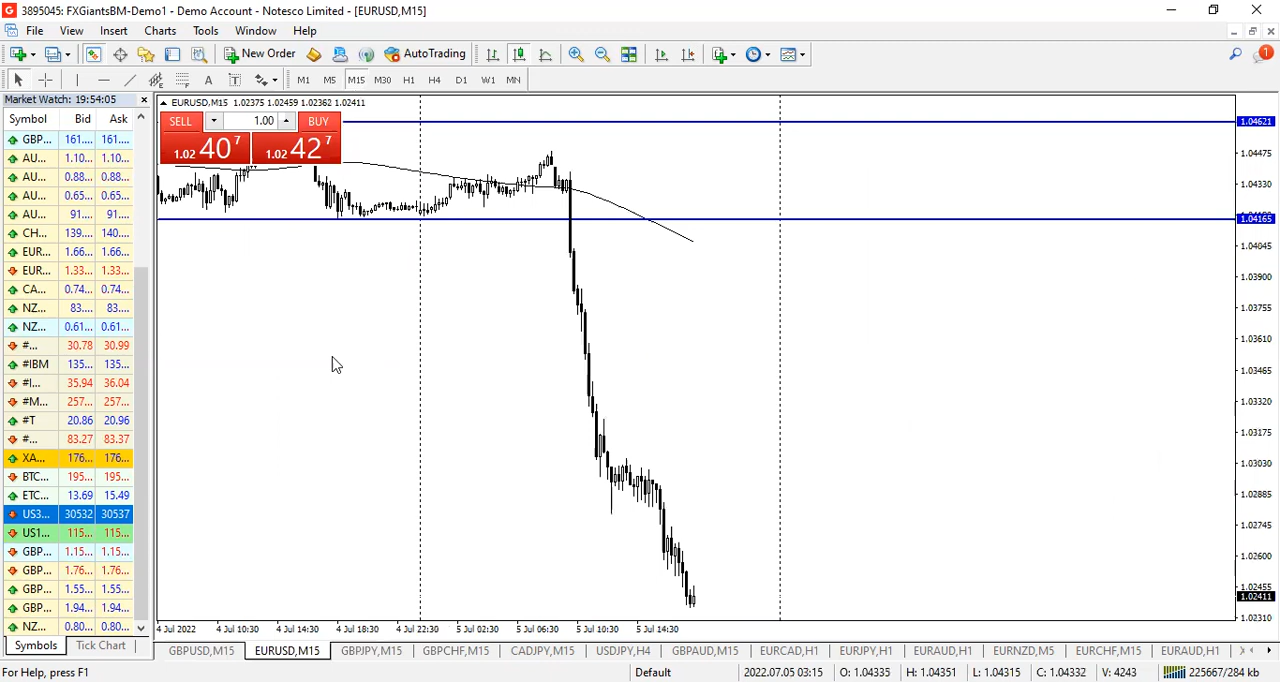 3895045: FXGiantsBM-Demo1 - Demo Account - Notesco Limited - [EURUSD,M15]
File View Insert Charts Tools Window Help
New Order AutoTrading
1
A T M1 M5 M15 M30 H1 H4 D1 W1 MN
Market Watch: 19:54:05
Symbol Bid Ask
GBP... 161.... 161....
AU... 1.10... 1.10...
AU... 0.88... 0.88...
AU... 0.65... 0.65...
AU... 91.... 91....
CH... 139.... 140....
EUR... 1.66... 1.66...
EUR... 1.33... 1.33...
CA... 0.74... 0.74...
NZ... 83.... 83....
NZ... 0.61... 0.61...
#... 30.78 30.99
#IBM 135... 135...
#I... 35.94 36.04
#M... 257... 257...
#T 20.86 20.96
#... 83.27 83.37
XA... 176... 176...
BTC... 195... 195...
ETC... 13.69 15.49
US3... 30532 30537
US1... 115... 115...
GBP... 1.15... 1.15...
GBP... 1.76... 1.76...
GBP... 1.55... 1.55...
GBP... 1.94... 1.94...
NZ... 0.80... 0.80...
Symbols Tick Chart
EURUSD,M15 1.02375 1.02459 1.02362 1.02411
SELL 1.00 BUY
1.02 40 7 1.02 42 7
1.04621
1.04475
1.04330
1.04165
1.04045
1.03900
1.03755
1.03610
1.03465
1.03320
1.03175
1.03030
1.02885
1.02745
1.02600
1.02455
1.02411
1.02310
4 Jul 2022 4 Jul 10:30 4 Jul 14:30 4 Jul 18:30 4 Jul 22:30 5 Jul 02:30 5 Jul 06:30 5 Jul 10:30 5 Jul 14:30
GBPUSD,M15 EURUSD,M15 GBPJPY,M15 GBPCHF,M15 CADJPY,M15 USDJPY,H4 GBPAUD,M15 EURCAD,H1 EURJPY,H1 EURAUD,H1 EURNZD,M5 EURCHF,M15 EURAUD,H1
For Help, press F1 Default 2022.07.05 03:15 O: 1.04335 H: 1.04351 L: 1.04315 C: 1.04332 V: 4243 225667/284 kb